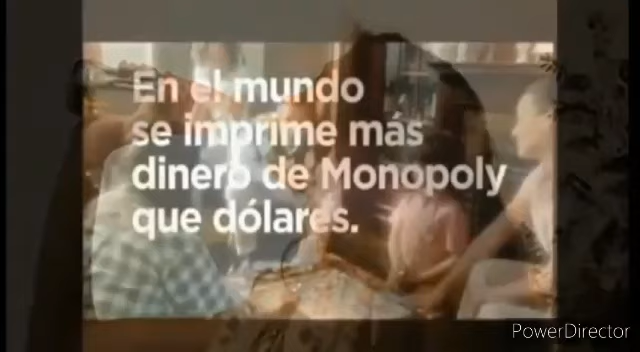 En el mundo
se imprime más
dinero de Monopoly
que dólares.
PowerDirector